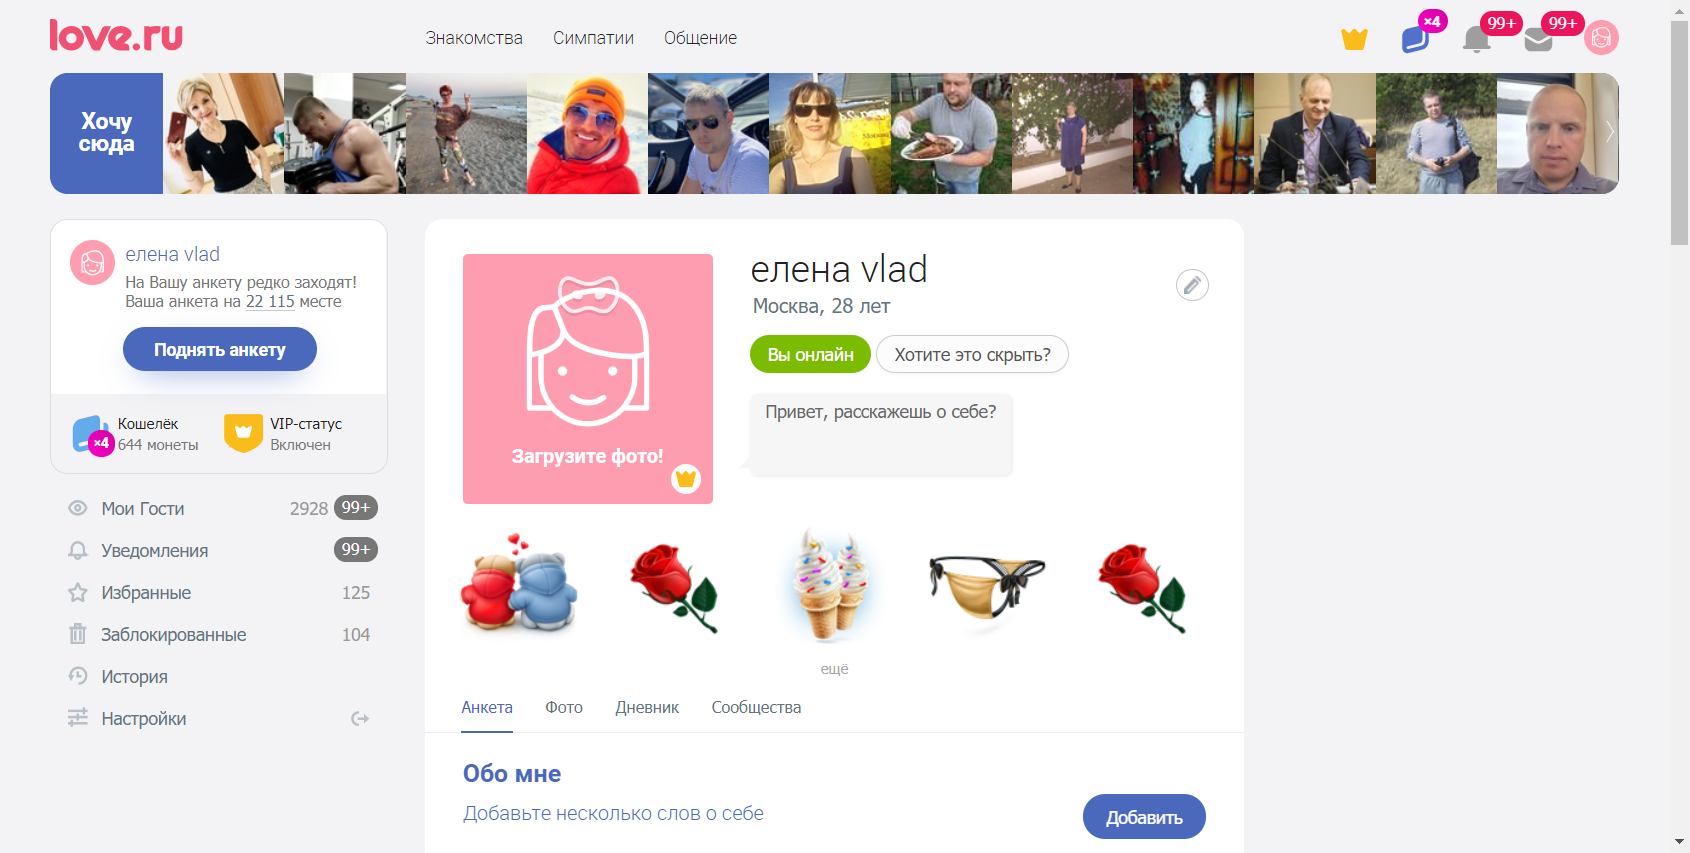 love.ru
Знакомства
Симпатии
Общение
×4
99+
99+
Хочу
сюда
елена vlad
На Вашу анкету редко заходят!
Ваша анкета на 22 115 месте
Поднять анкету
×4
Кошелёк
644 монеты
VIP-статус
Включен
Мои Гости 2928 99+
Уведомления 99+
Избранные 125
Заблокированные 104
История
Настройки
Загрузите фото!
елена vlad
Москва, 28 лет
Вы онлайн
Хотите это скрыть?
Привет, расскажешь о себе?
ещё
Анкета
Фото
Дневник
Сообщества
Обо мне
Добавьте несколько слов о себе
Добавить